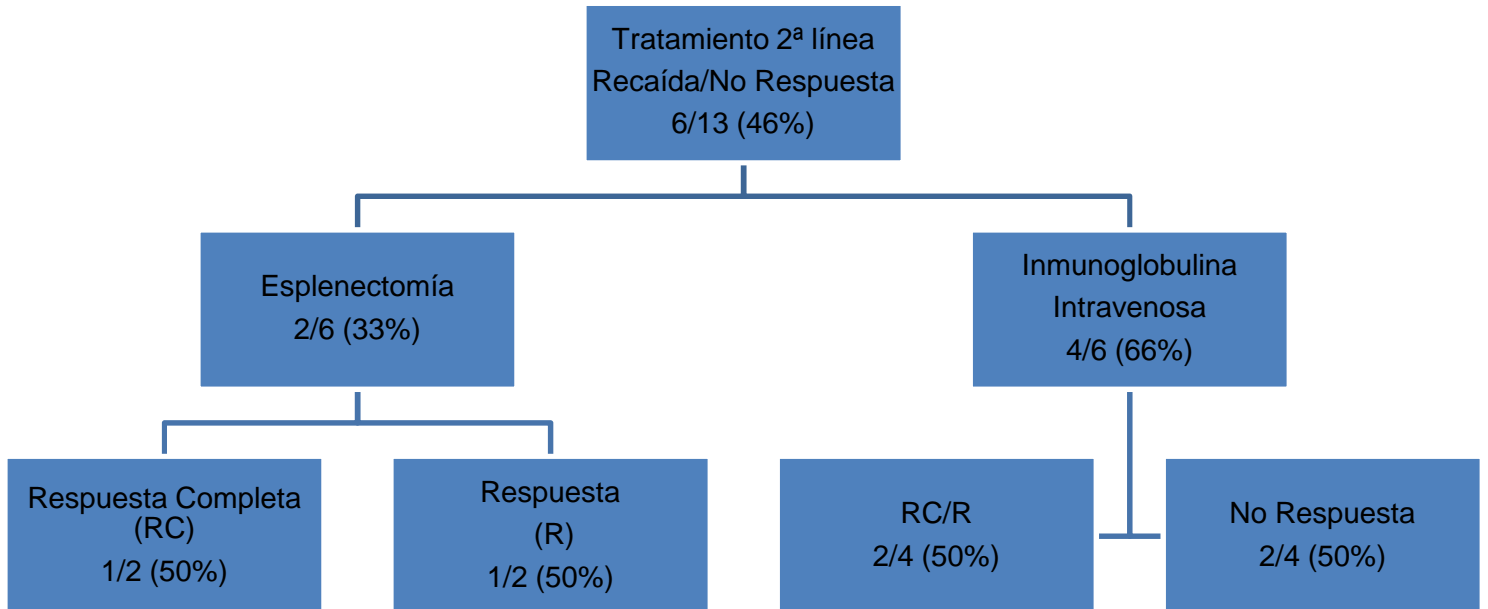 Tratamiento 2ª línea
Recaída/No Respuesta
6/13 (46%)
Esplenectomía
2/6 (33%)
Inmunoglobulina
Intravenosa
4/6 (66%)
Respuesta Completa
(RC)
1/2 (50%)
Respuesta
(R)
1/2 (50%)
RC/R
2/4 (50%)
No Respuesta
2/4 (50%)